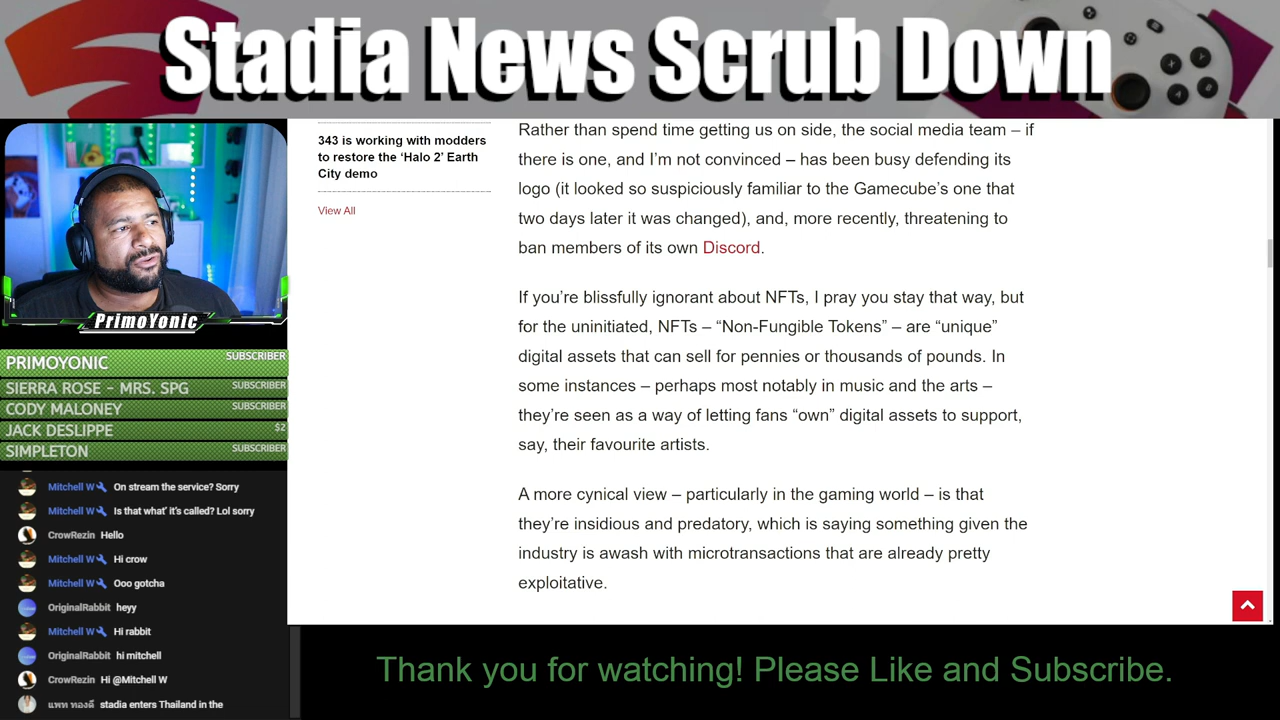 Stadia News Scrub Down
343 is working with modders
to restore the ‘Halo 2’ Earth
City demo
View All
Rather than spend time getting us on side, the social media team – if
there is one, and I’m not convinced – has been busy defending its
logo (it looked so suspiciously familiar to the Gamecube’s one that
two days later it was changed), and, more recently, threatening to
ban members of its own Discord.
If you’re blissfully ignorant about NFTs, I pray you stay that way, but
for the uninitiated, NFTs – “Non-Fungible Tokens” – are “unique”
digital assets that can sell for pennies or thousands of pounds. In
some instances – perhaps most notably in music and the arts –
they’re seen as a way of letting fans “own” digital assets to support,
say, their favourite artists.
A more cynical view – particularly in the gaming world – is that
they’re insidious and predatory, which is saying something given the
industry is awash with microtransactions that are already pretty
exploitative.
PrimoYonic
PRIMOYONIC SUBSCRIBER
SIERRA ROSE - MRS. SPG SUBSCRIBER
CODY MALONEY SUBSCRIBER
JACK DESLIPPE $2
SIMPLETON SUBSCRIBER
Mitchell W On stream the service? Sorry
Mitchell W Is that what' it's called? Lol sorry
CrowRezin Hello
Mitchell W Hi crow
Mitchell W Ooo gotcha
OriginalRabbit heyy
Mitchell W Hi rabbit
OriginalRabbit hi mitchell
CrowRezin Hi @Mitchell W
แพท ทองดี stadia enters Thailand in the
Thank you for watching! Please Like and Subscribe.